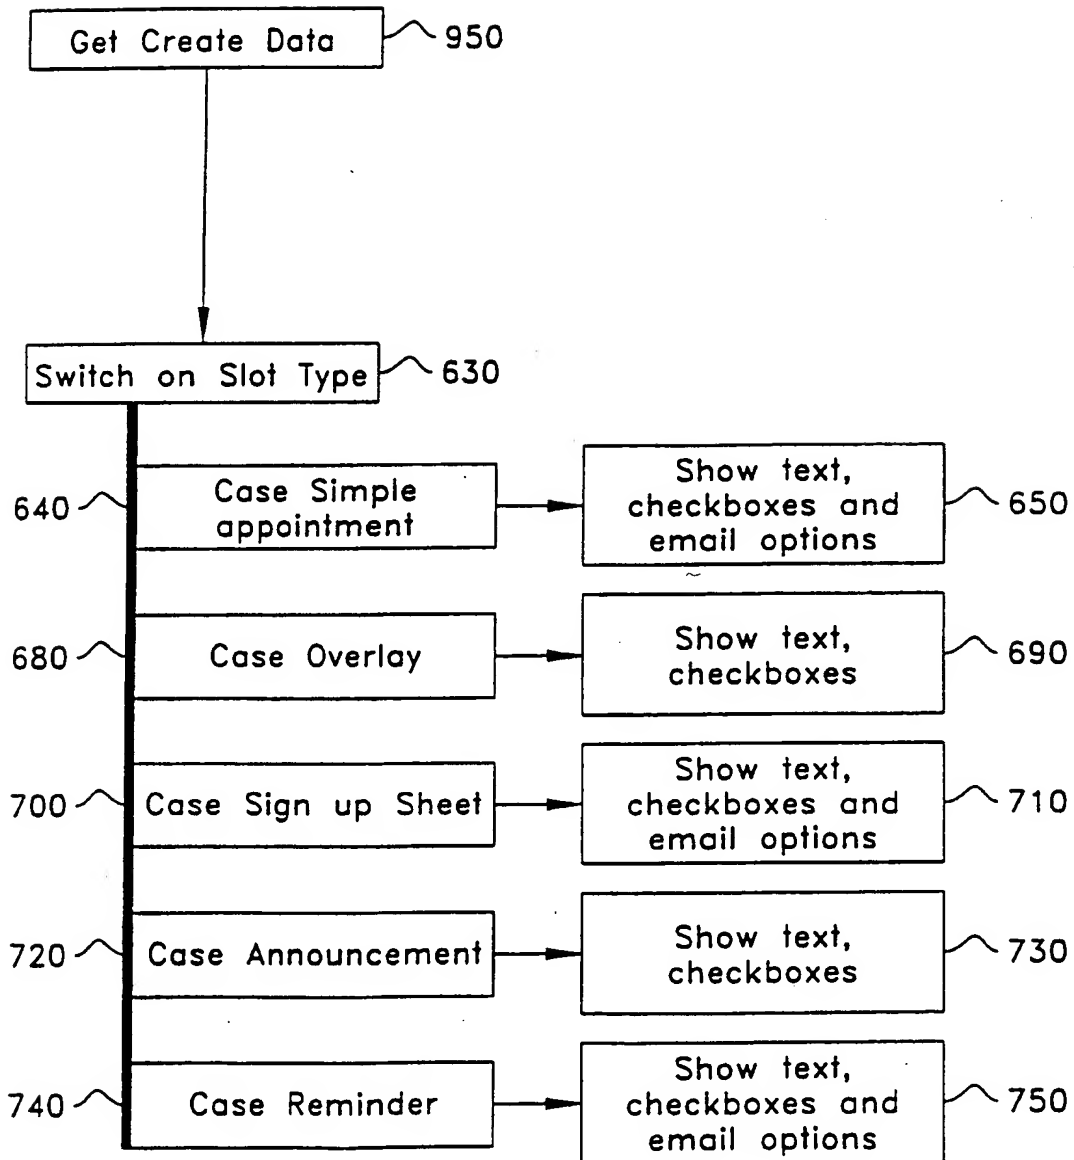 Get Create Data
950
Switch on Slot Type
630
640
Case Simple
appointment
Show text,
checkboxes and
email options
650
680
Case Overlay
Show text,
checkboxes
690
700
Case Sign up Sheet
Show text,
checkboxes and
email options
710
720
Case Announcement
Show text,
checkboxes
730
740
Case Reminder
Show text,
checkboxes and
email options
750